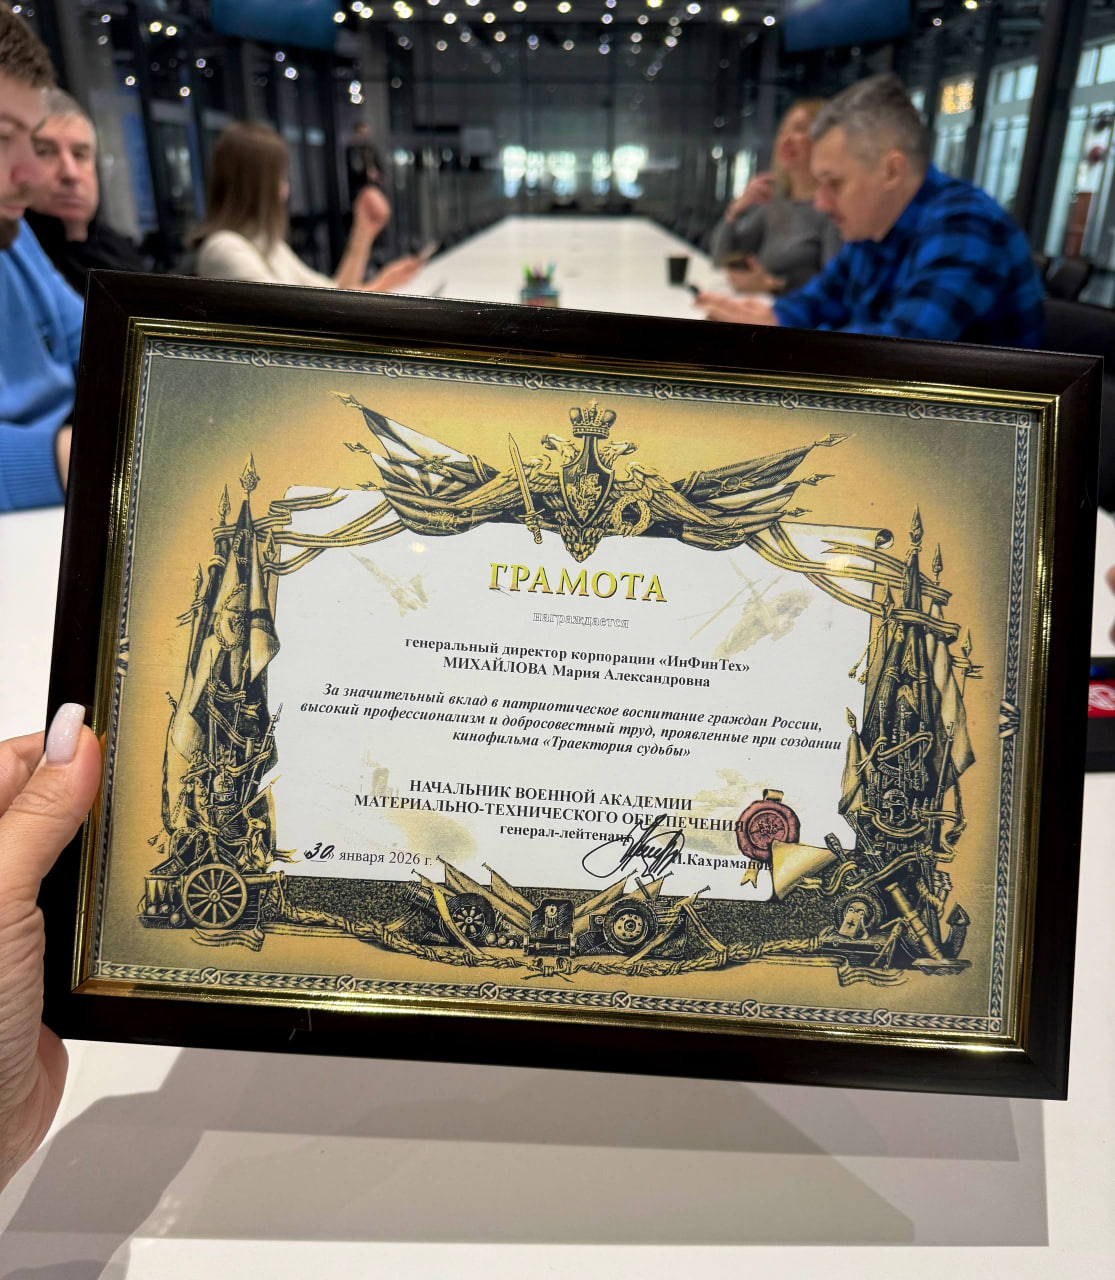 ГРАМОТА
награждается
генеральный директор корпорации «ИнФинТех»
МИХАЙЛОВА Мария Александровна
За значительный вклад в патриотическое воспитание граждан России,
высокий профессионализм и добросовестный труд, проявленные при создании
кинофильма «Траектория судьбы»
НАЧАЛЬНИК ВОЕННОЙ АКАДЕМИИ
МАТЕРИАЛЬНО-ТЕХНИЧЕСКОГО ОБЕСПЕЧЕНИЯ
генерал-лейтенант
30» января 2026 г.
И.Кахраманов